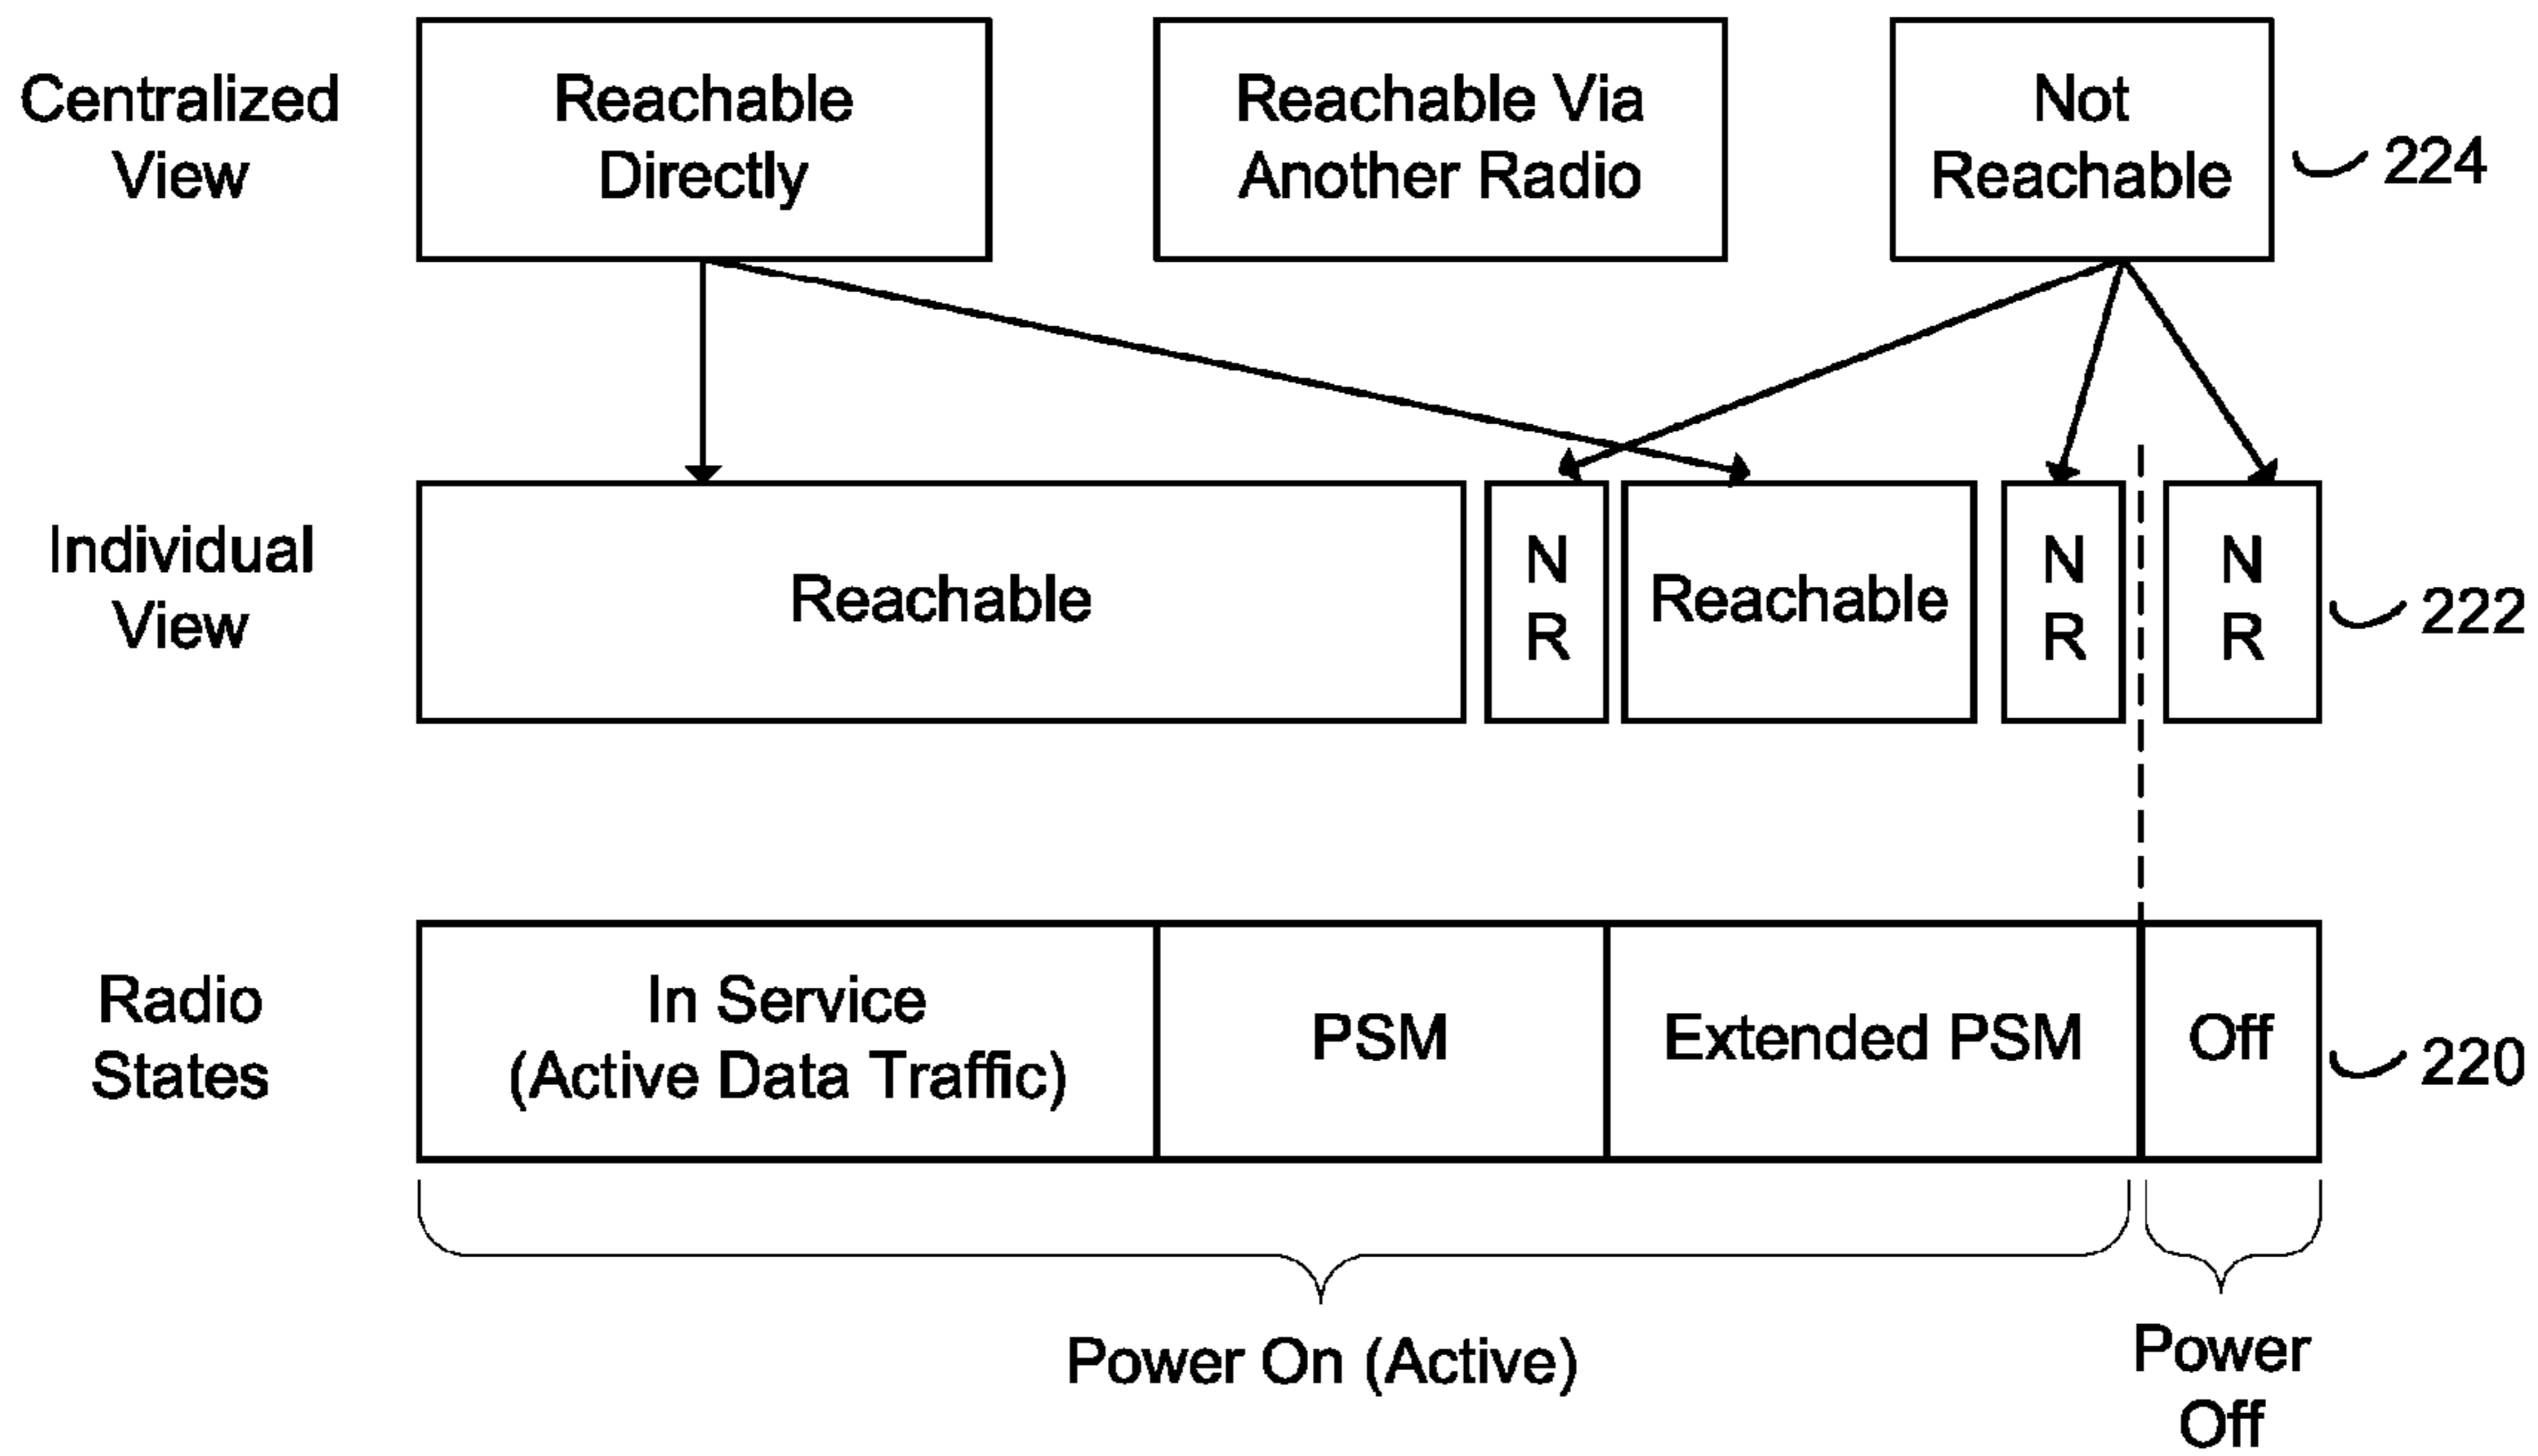 Centralized
View
Reachable
Directly
Reachable Via
Another Radio
Not
Reachable
224
Individual
View
Reachable
N
R
Reachable
N
R
N
R
222
Radio
States
In Service
(Active Data Traffic)
PSM
Extended PSM
Off
220
Power On (Active)
Power
Off